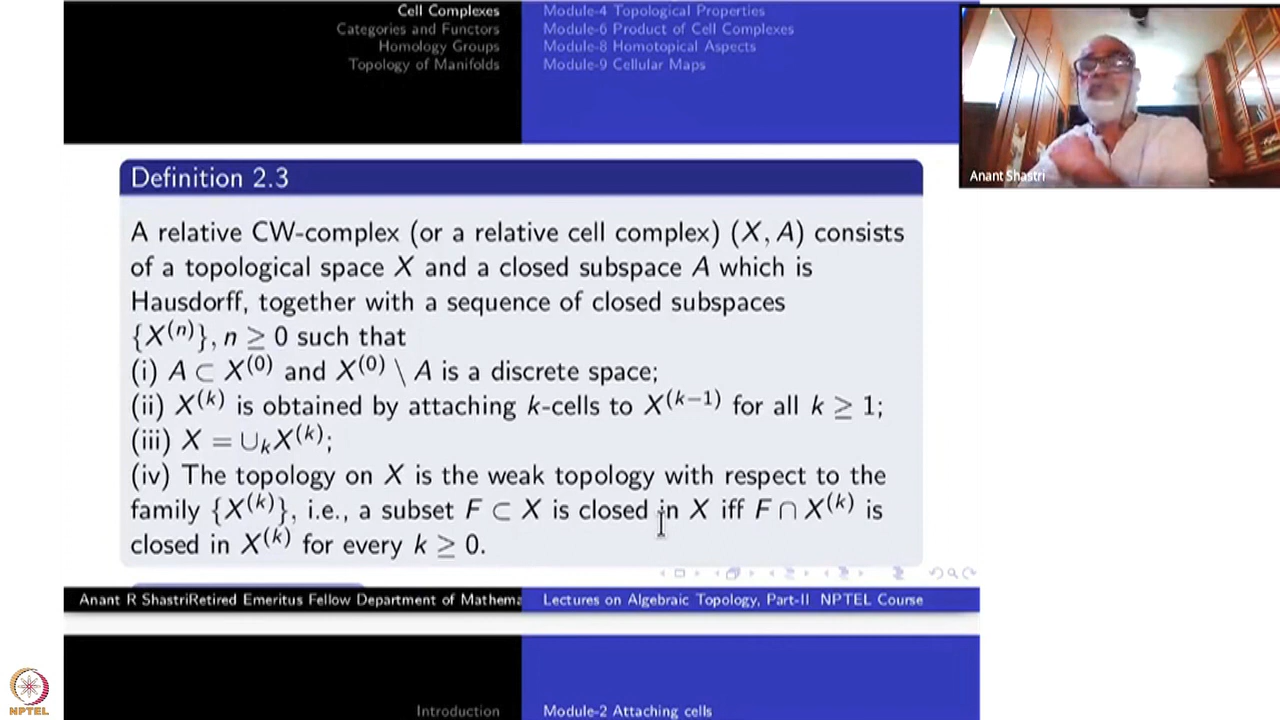 Cell Complexes
Categories and Functors
Homology Groups
Topology of Manifolds
Module-4 Topological Properties
Module-6 Product of Cell Complexes
Module-8 Homotopical Aspects
Module-9 Cellular Maps
Anant Shastri
Definition 2.3
A relative CW-complex (or a relative cell complex) (X, A) consists
of a topological space X and a closed subspace A which is
Hausdorff, together with a sequence of closed subspaces
{X⁽ⁿ⁾}, n ≥ 0 such that
(i) A ⊂ X⁽⁰⁾ and X⁽⁰⁾ \ A is a discrete space;
(ii) X⁽ᵏ⁾ is obtained by attaching k-cells to X⁽ᵏ⁻¹⁾ for all k ≥ 1;
(iii) X = ∪ₖX⁽ᵏ⁾;
(iv) The topology on X is the weak topology with respect to the
family {X⁽ᵏ⁾}, i.e., a subset F ⊂ X is closed in X iff F ∩ X⁽ᵏ⁾ is
closed in X⁽ᵏ⁾ for every k ≥ 0.
Anant R ShastriRetired Emeritus Fellow Department of Mathema
Lectures on Algebraic Topology, Part-II NPTEL Course
Introduction
Module-2 Attaching cells
NPTEL